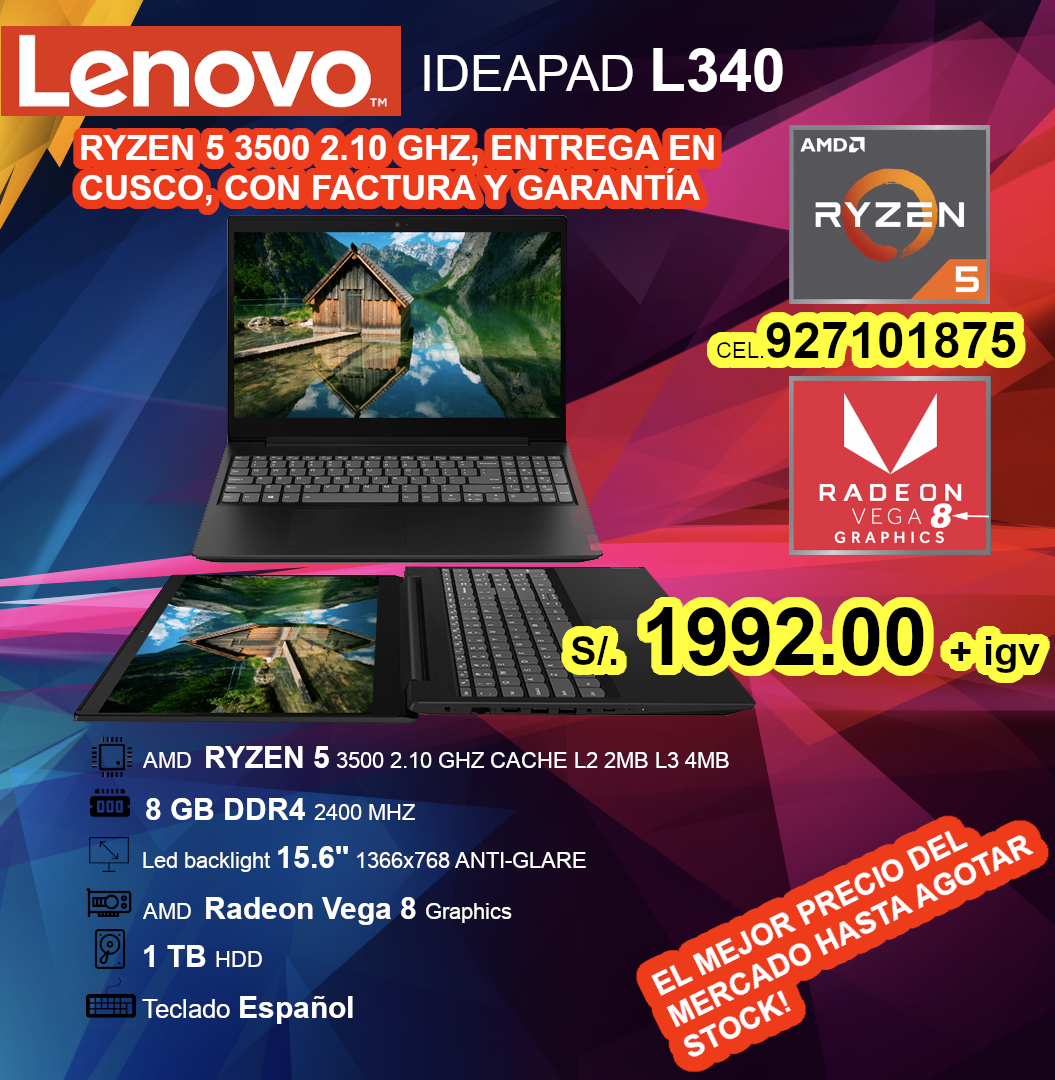 Lenovo™
IDEAPAD L340
RYZEN 5 3500 2.10 GHZ, ENTREGA EN
CUSCO, CON FACTURA Y GARANTÍA
AMD
RYZEN
5
CEL.927101875
RADEON
VEGA 8
GRAPHICS
S/. 1992.00 + igv
AMD RYZEN 5 3500 2.10 GHZ CACHE L2 2MB L3 4MB
8 GB DDR4 2400 MHZ
Led backlight 15.6" 1366x768 ANTI-GLARE
AMD Radeon Vega 8 Graphics
1 TB HDD
Teclado Español
EL MEJOR PRECIO DEL
MERCADO HASTA AGOTAR
STOCK!